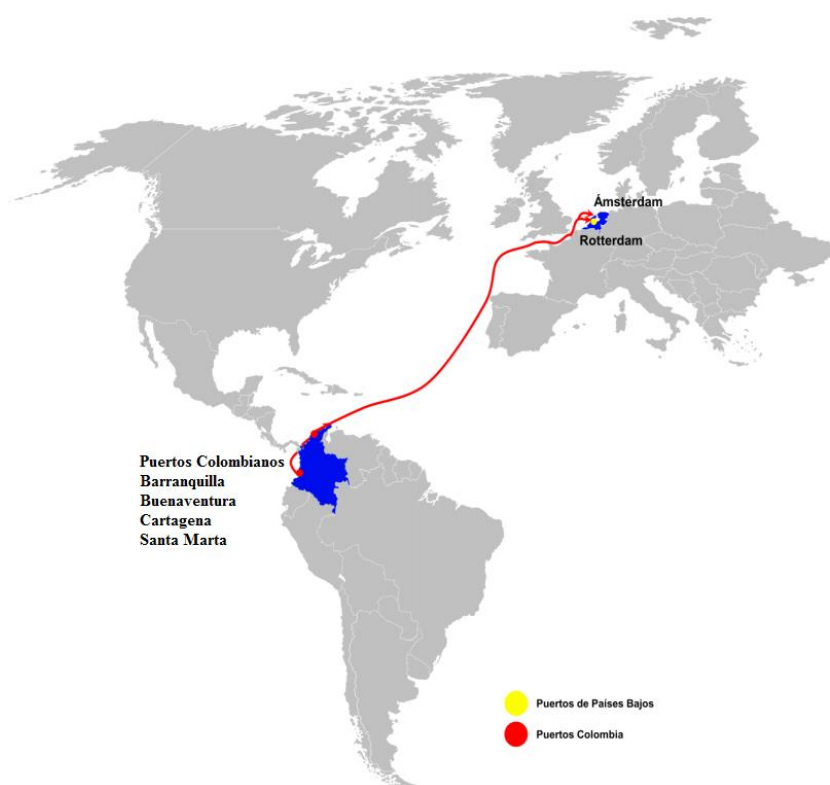 Ámsterdam
Rotterdam
Puertos Colombianos
Barranquilla
Buenaventura
Cartagena
Santa Marta
Puertos de Países Bajos
Puertos Colombia